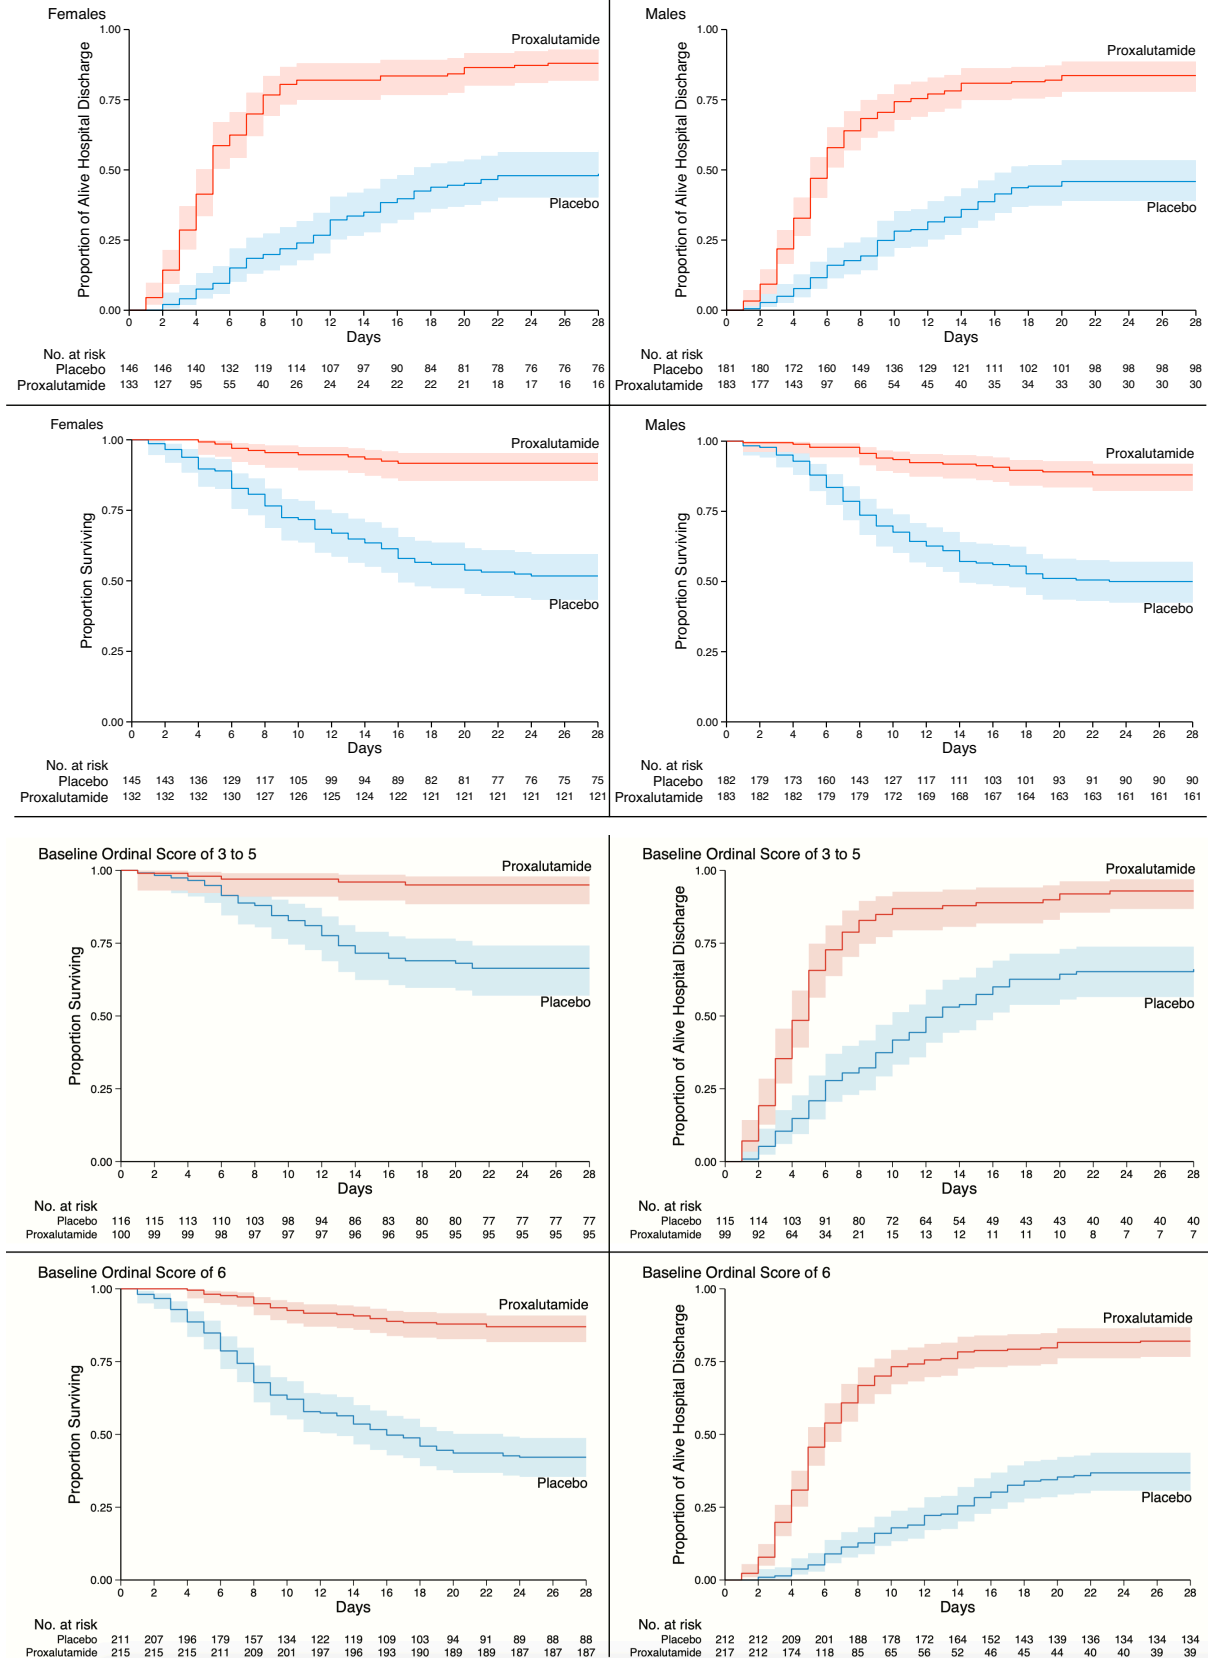 Females
1.00
0.75
0.50
0.25
0.00
Proportion of Alive Hospital Discharge
Proxalutamide
Placebo
0 2 4 6 8 10 12 14 16 18 20 22 24 26 28
Days
No. at risk
Placebo 146 146 140 132 119 114 107 97 90 84 81 78 76 76 76
Proxalutamide 133 127 95 55 40 26 24 24 22 22 21 18 17 16 16
Males
1.00
0.75
0.50
0.25
0.00
Proportion of Alive Hospital Discharge
Proxalutamide
Placebo
0 2 4 6 8 10 12 14 16 18 20 22 24 26 28
Days
No. at risk
Placebo 181 180 172 160 149 136 129 121 111 102 101 98 98 98 98
Proxalutamide 183 177 143 97 66 54 45 40 35 34 33 30 30 30 30
Females
1.00
0.75
0.50
0.25
0.00
Proportion Surviving
Proxalutamide
Placebo
0 2 4 6 8 10 12 14 16 18 20 22 24 26 28
Days
No. at risk
Placebo 145 143 136 129 117 105 99 94 89 82 81 77 76 75 75
Proxalutamide 132 132 132 130 127 126 125 124 122 121 121 121 121 121 121
Males
1.00
0.75
0.50
0.25
0.00
Proportion Surviving
Proxalutamide
Placebo
0 2 4 6 8 10 12 14 16 18 20 22 24 26 28
Days
No. at risk
Placebo 182 179 173 160 143 127 117 111 103 101 93 91 90 90 90
Proxalutamide 183 182 182 179 179 172 169 168 167 164 163 163 161 161 161
Baseline Ordinal Score of 3 to 5
1.00
0.75
0.50
0.25
0.00
Proportion Surviving
Proxalutamide
Placebo
0 2 4 6 8 10 12 14 16 18 20 22 24 26 28
Days
No. at risk
Placebo 116 115 113 110 103 98 94 86 83 80 80 77 77 77 77
Proxalutamide 100 99 99 98 97 97 97 96 96 95 95 95 95 95 95
Baseline Ordinal Score of 3 to 5
1.00
0.75
0.50
0.25
0.00
Proportion of Alive Hospital Discharge
Proxalutamide
Placebo
0 2 4 6 8 10 12 14 16 18 20 22 24 26 28
Days
No. at risk
Placebo 115 114 103 91 80 72 64 54 49 43 43 40 40 40 40
Proxalutamide 99 92 64 34 21 15 13 12 11 11 10 8 7 7 7
Baseline Ordinal Score of 6
1.00
0.75
0.50
0.25
0.00
Proportion Surviving
Proxalutamide
Placebo
0 2 4 6 8 10 12 14 16 18 20 22 24 26 28
Days
No. at risk
Placebo 211 207 196 179 157 134 122 119 109 103 94 91 89 88 88
Proxalutamide 215 215 215 211 209 201 197 196 193 190 189 189 187 187 187
Baseline Ordinal Score of 6
1.00
0.75
0.50
0.25
0.00
Proportion of Alive Hospital Discharge
Proxalutamide
Placebo
0 2 4 6 8 10 12 14 16 18 20 22 24 26 28
Days
No. at risk
Placebo 212 212 209 201 188 178 172 164 152 143 139 136 134 134 134
Proxalutamide 217 212 174 118 85 65 56 52 46 45 44 40 40 39 39